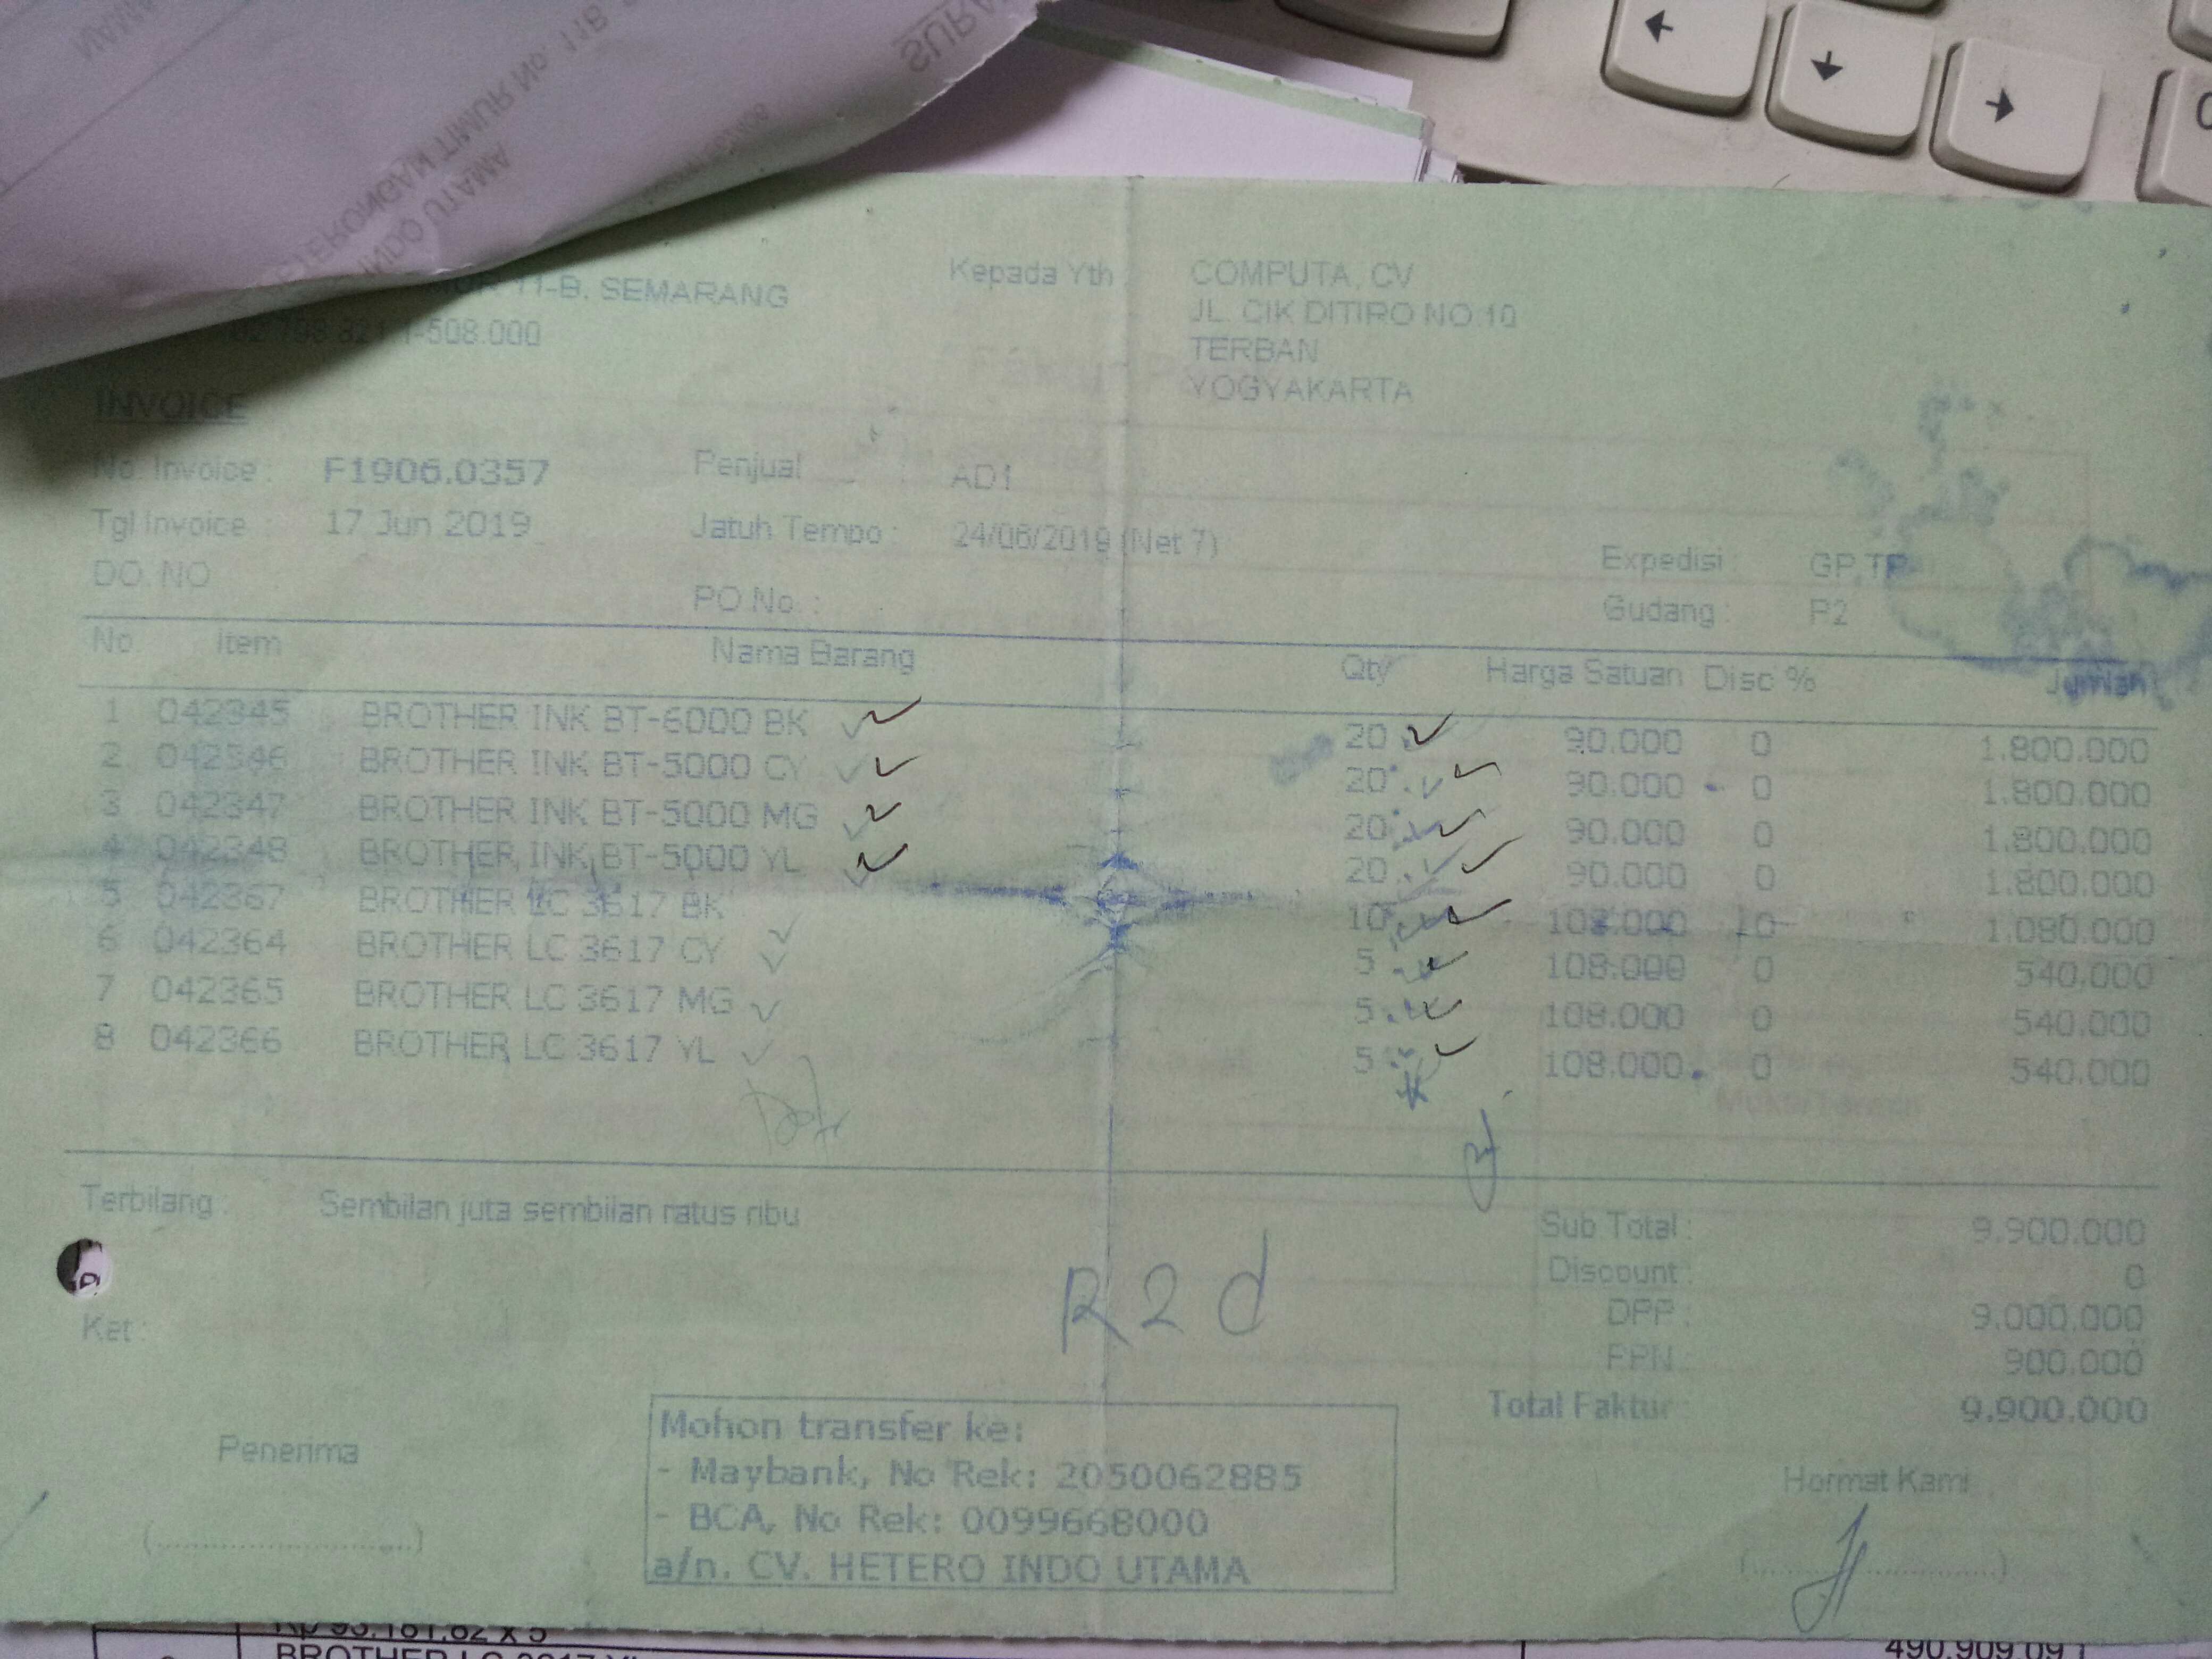 SEMARANG
Kepada Yth :
COMPUTA, CV
JL. CIK DITIRO NO.10
TERBAN
YOGYAKARTA
INVOICE
No. Invoice : F1906.0357
Penjual AD1
Tgl Invoice : 17 Jun 2019
Jatuh Tempo : 24/06/2019 (Net 7)
DO. NO
PO No. :
Expedisi : GP,TP
Gudang :
No. Item Nama Barang Qty Harga Satuan Disc % Jumlah
1 042345 BROTHER INK BT-6000 BK 20 90.000 0 1.800.000
2 042346 BROTHER INK BT-5000 CY 20 90.000 0 1.800.000
3 042347 BROTHER INK BT-5000 MG 20 90.000 0 1.800.000
4 042348 BROTHER INK BT-5000 YL 20 90.000 0 1.800.000
5 042367 BROTHER LC 3617 BK 10 108.000 0 1.080.000
6 042364 BROTHER LC 3617 CY 5 108.000 0 540.000
7 042365 BROTHER LC 3617 MG 5 108.000 0 540.000
8 042366 BROTHER LC 3617 YL 5 108.000 0 540.000
Terbilang : Sembilan juta sembilan ratus ribu
Sub Total : 9.900.000
Discount : 0
DPP : 9.000.000
PPN : 900.000
Total Faktur : 9.900.000
Ket :
R2d
Penerima
Mohon transfer ke:
- Maybank, No Rek: 2050062885
- BCA, No Rek: 0099668000
a/n. CV. HETERO INDO UTAMA
Hormat Kami
Rp 93.181,82 x 5
490.909,09